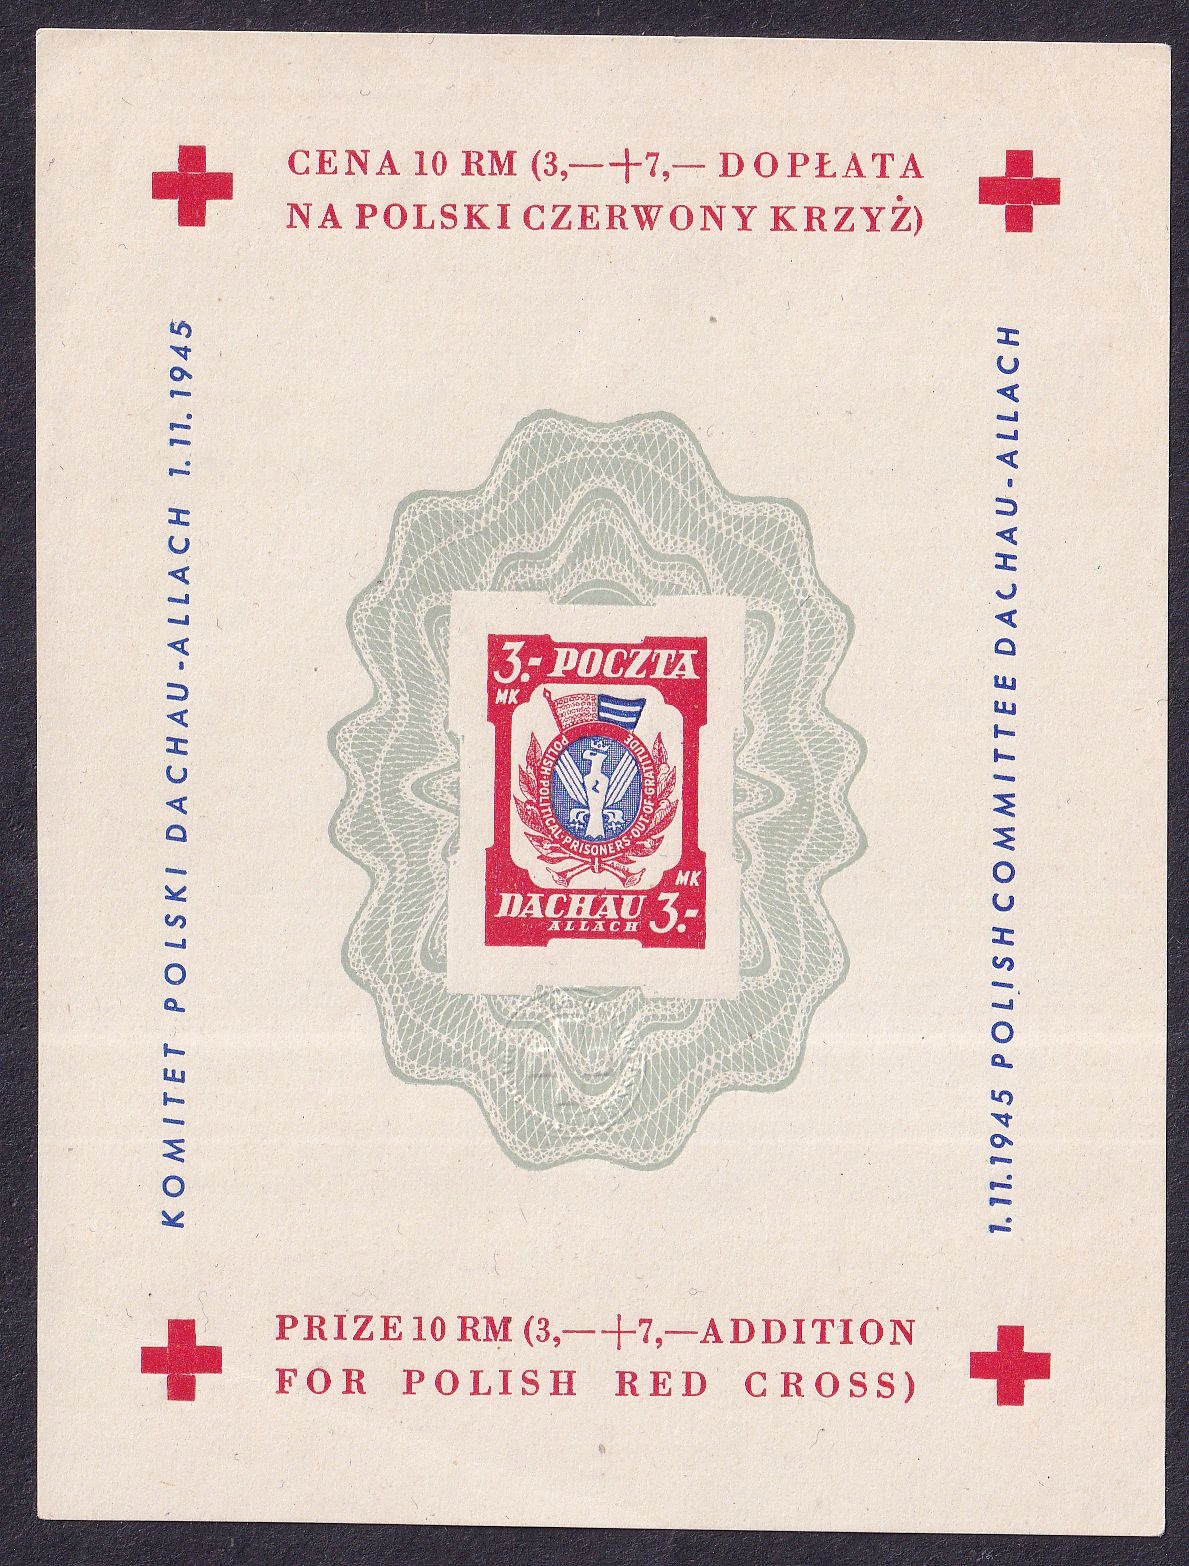 CENA 10 RM (3,—+7,— DOPŁATA
NA POLSKI CZERWONY KRZYŻ)
KOMITET POLSKI DACHAU-ALLACH 1.11.1945
1.11.1945 POLISH COMMITTEE DACHAU-ALLACH
3.- POCZTA
MK
POLISH·POLITICAL·PRISONERS·OUT·OF·GRATITUDE
MK
DACHAU 3.-
ALLACH
PRIZE 10 RM (3,—+7,—ADDITION
FOR POLISH RED CROSS)